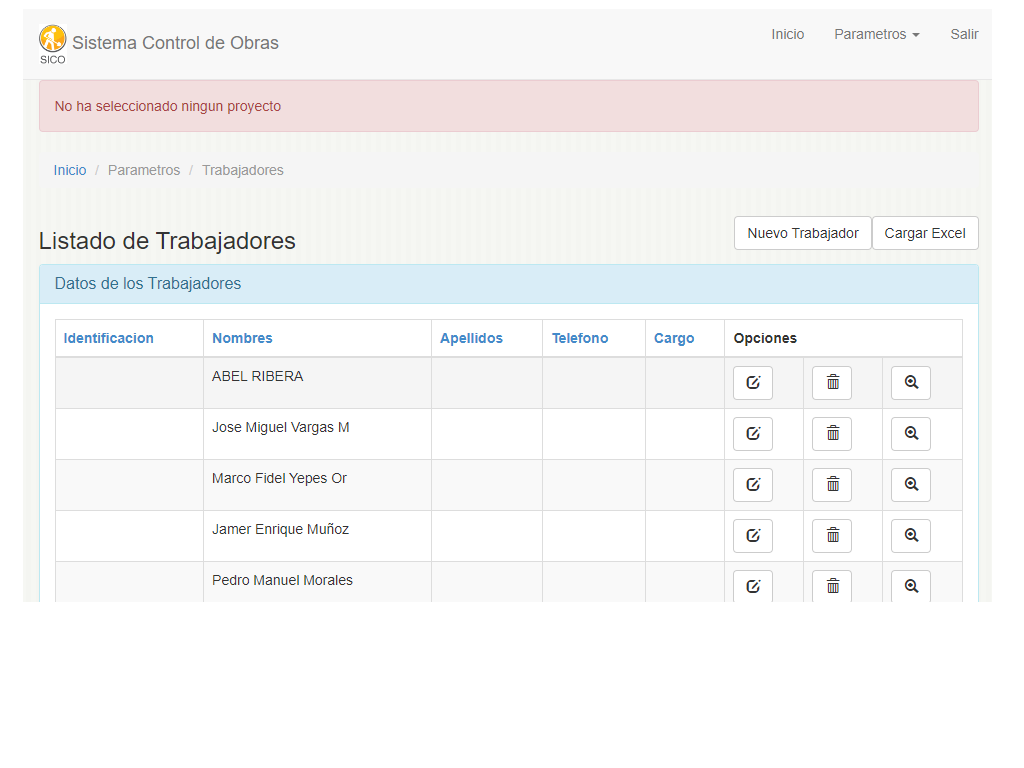 SICO
Sistema Control de Obras
Inicio Parametros Salir
No ha seleccionado ningun proyecto
Inicio / Parametros / Trabajadores
Listado de Trabajadores
Nuevo Trabajador Cargar Excel
Datos de los Trabajadores
Identificacion Nombres Apellidos Telefono Cargo Opciones
ABEL RIBERA
Jose Miguel Vargas M
Marco Fidel Yepes Or
Jamer Enrique Muñoz
Pedro Manuel Morales